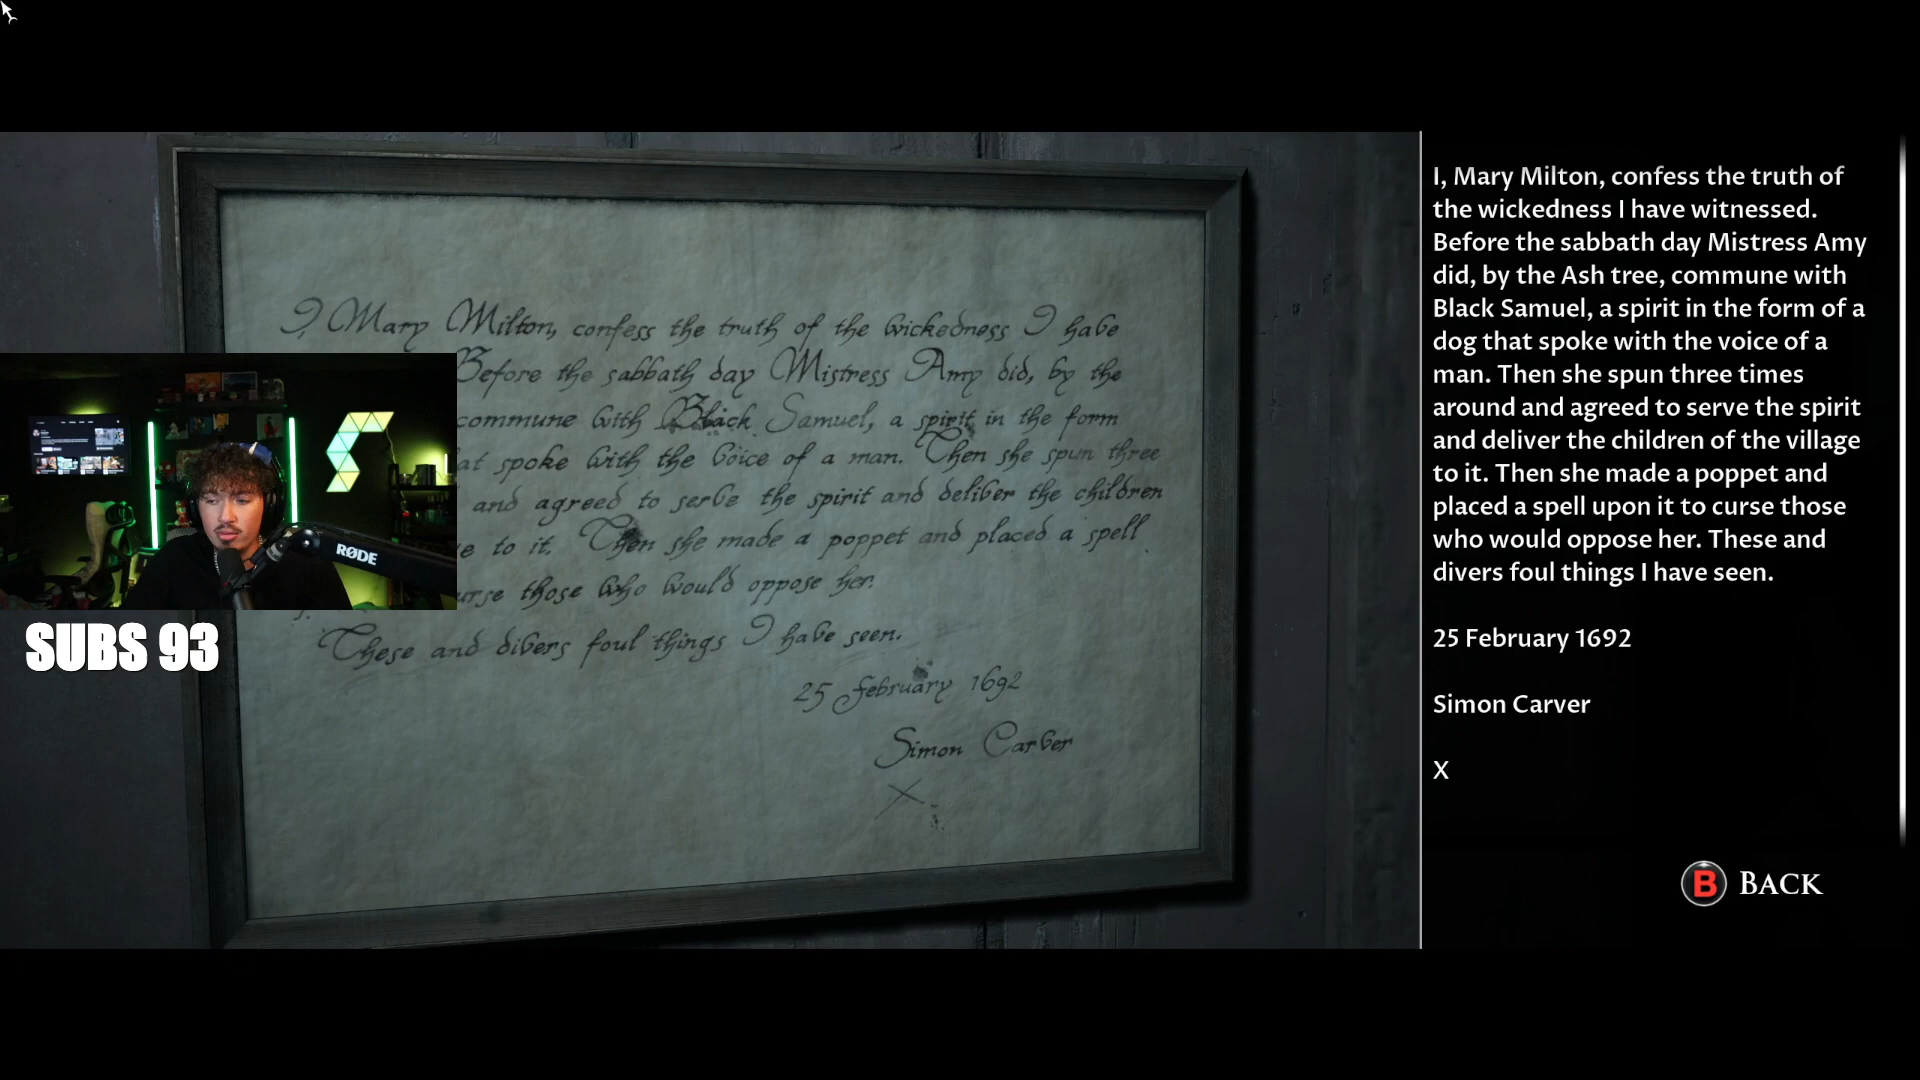 I, Mary Milton, confess the truth of the wickedness I have
Before the sabbath day Mistress Amy did, by the
commune with Black Samuel, a spirit in the form
at spoke with the voice of a man. Then she spun three
and agreed to serve the spirit and deliver the children
e to it. Then she made a poppet and placed a spell
urse those who would oppose her.
These and divers foul things I have seen.
25 February 1692
Simon Carver
X
RØDE
SUBS 93
I, Mary Milton, confess the truth of
the wickedness I have witnessed.
Before the sabbath day Mistress Amy
did, by the Ash tree, commune with
Black Samuel, a spirit in the form of a
dog that spoke with the voice of a
man. Then she spun three times
around and agreed to serve the spirit
and deliver the children of the village
to it. Then she made a poppet and
placed a spell upon it to curse those
who would oppose her. These and
divers foul things I have seen.
25 February 1692
Simon Carver
X
B BACK